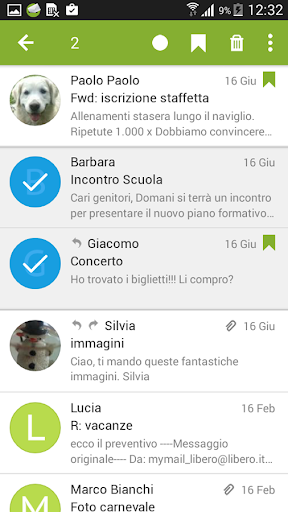 12:32
2
Paolo Paolo 16 Giu
Fwd: iscrizione staffetta
Allenamenti stasera lungo il naviglio.
Ripetute 1.000 x Dobbiamo convincere…
Barbara 16 Giu
Incontro Scuola
Cari genitori, Domani si terrà un incontro
per presentare il nuovo piano formativo…
Giacomo 16 Giu
Concerto
Ho trovato i biglietti!!! Li compro?
Silvia 16 Giu
immagini
Ciao, ti mando queste fantastiche
immagini. Silvia
L
Lucia 16 Feb
R: vacanze
ecco il preventivo ----Messaggio
originale---- Da: mymail_libero@libero.it…
M
Marco Bianchi 16 Feb
Foto carnevale